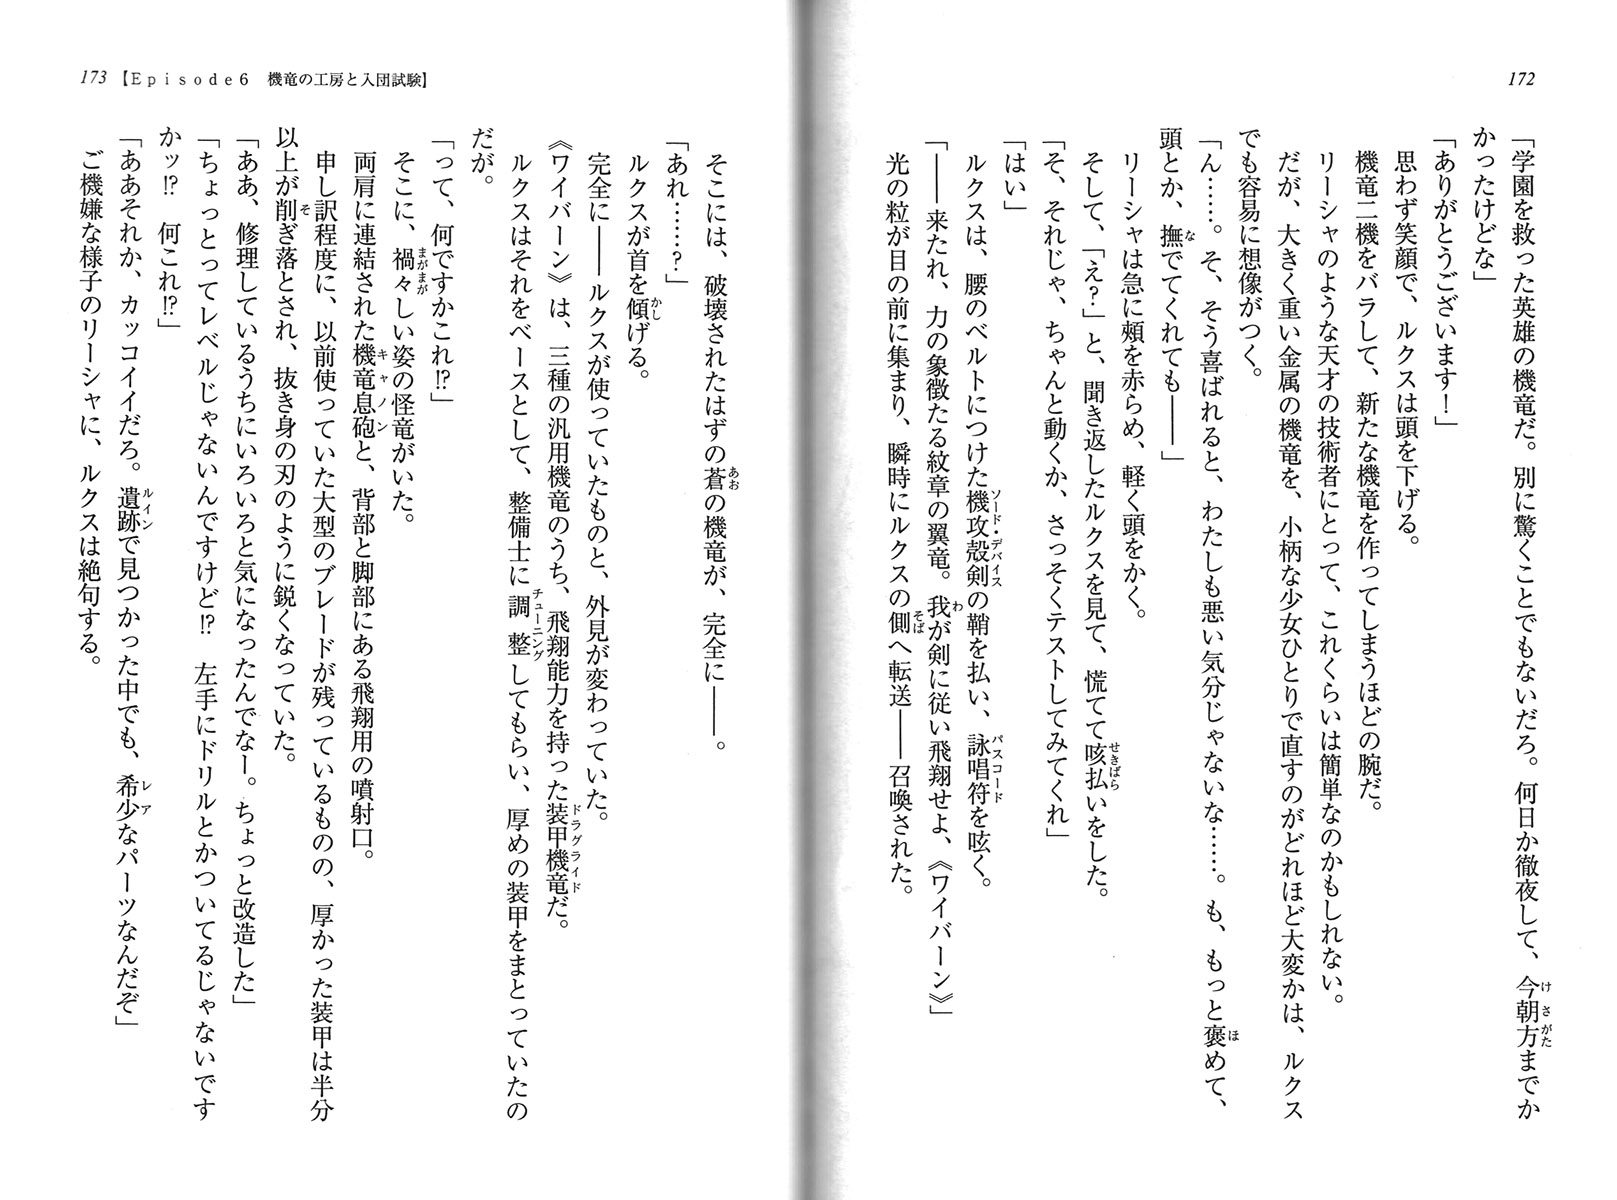 172
「学園を救った英雄の機竜だ。別に驚くことでもないだろ。何日か徹夜して、今朝方までか
かったけどな」
「ありがとうございます！」
思わず笑顔で、ルクスは頭を下げる。
機竜二機をバラして、新たな機竜を作ってしまうほどの腕だ。
リーシャのような天才の技術者にとって、これくらいは簡単なのかもしれない。
だが、大きく重い金属の機竜を、小柄な少女ひとりで直すのがどれほど大変かは、ルクス
でも容易に想像がつく。
「ん……。そ、そう喜ばれると、わたしも悪い気分じゃないな……。も、もっと褒めて、
頭とか、撫でてくれても――」
リーシャは急に頰を赤らめ、軽く頭をかく。
そして、「え？」と、聞き返したルクスを見て、慌てて咳払いをした。
「そ、それじゃ、ちゃんと動くか、さっそくテストしてみてくれ」
「はい」
ルクスは、腰のベルトにつけた機攻殻剣の鞘を払い、詠唱符を呟く。
「――来たれ、力の象徴たる紋章の翼竜。我が剣に従い飛翔せよ、《ワイバーン》」
光の粒が目の前に集まり、瞬時にルクスの側へ転送――召喚された。
173【Episode6　機竜の工房と入団試験】
そこには、破壊されたはずの蒼の機竜が、完全に――。
「あれ……？」
ルクスが首を傾げる。
完全に――ルクスが使っていたものと、外見が変わっていた。
《ワイバーン》は、三種の汎用機竜のうち、飛翔能力を持った装甲機竜だ。
ルクスはそれをベースとして、整備士に調整してもらい、厚めの装甲をまとっていたの
だが。
「って、何ですかこれ!?」
そこに、禍々しい姿の怪竜がいた。
両肩に連結された機竜息砲と、背部と脚部にある飛翔用の噴射口。
申し訳程度に、以前使っていた大型のブレードが残っているものの、厚かった装甲は半分
以上が削ぎ落とされ、抜き身の刃のように鋭くなっていた。
「ああ、修理しているうちにいろいろと気になったんでなー。ちょっと改造した」
「ちょっとってレベルじゃないんですけど!?　左手にドリルとかついてるじゃないです
かッ!?　何これ!?」
「ああそれか、カッコイイだろ。遺跡で見つかった中でも、希少なパーツなんだぞ」
ご機嫌な様子のリーシャに、ルクスは絶句する。